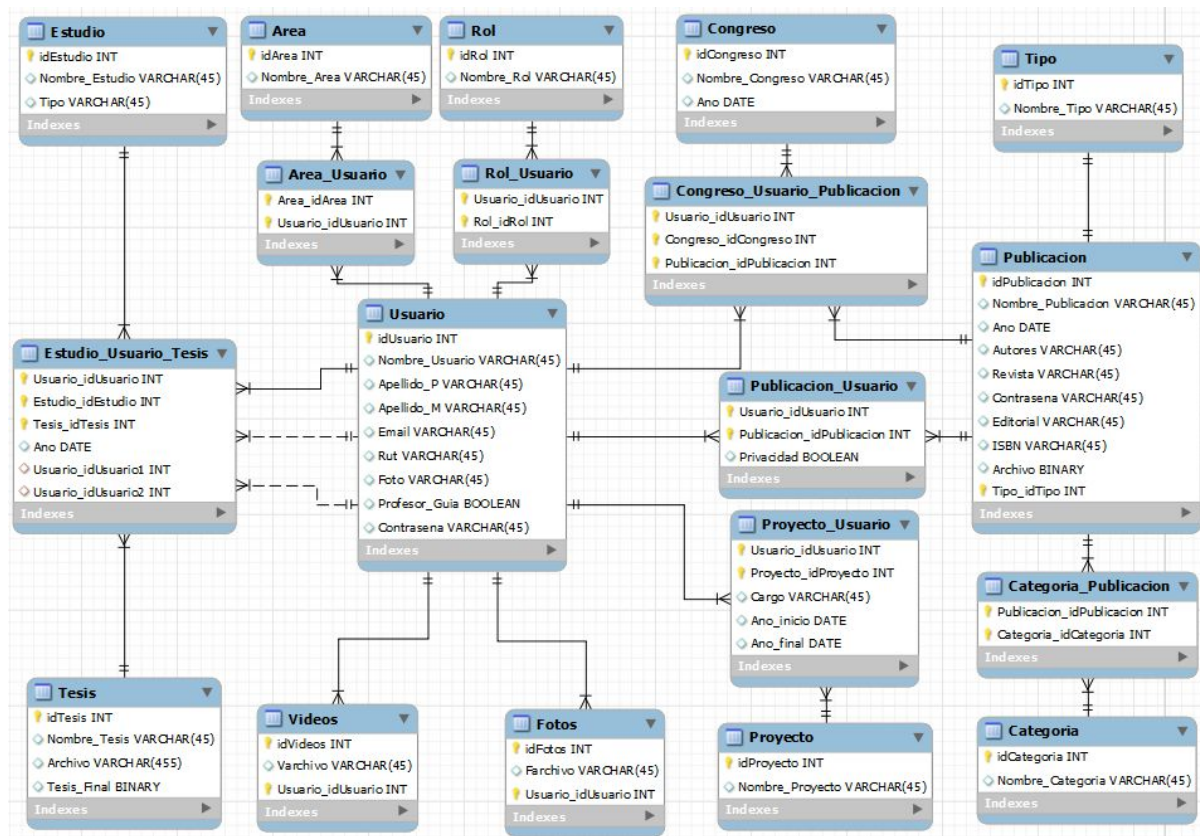 Estudio
idEstudio INT
Nombre_Estudio VARCHAR(45)
Tipo VARCHAR(45)
Indexes
Area
idArea INT
Nombre_Area VARCHAR(45)
Indexes
Rol
idRol INT
Nombre_Rol VARCHAR(45)
Indexes
Congreso
idCongreso INT
Nombre_Congreso VARCHAR(45)
Ano DATE
Indexes
Tipo
idTipo INT
Nombre_Tipo VARCHAR(45)
Indexes
Area_Usuario
Area_idArea INT
Usuario_idUsuario INT
Indexes
Rol_Usuario
Usuario_idUsuario INT
Rol_idRol INT
Indexes
Congreso_Usuario_Publicacion
Usuario_idUsuario INT
Congreso_idCongreso INT
Publicacion_idPublicacion INT
Indexes
Publicacion
idPublicacion INT
Nombre_Publicacion VARCHAR(45)
Ano DATE
Autores VARCHAR(45)
Revista VARCHAR(45)
Contrasena VARCHAR(45)
Editorial VARCHAR(45)
ISBN VARCHAR(45)
Archivo BINARY
Tipo_idTipo INT
Indexes
Usuario
idUsuario INT
Nombre_Usuario VARCHAR(45)
Apellido_P VARCHAR(45)
Apellido_M VARCHAR(45)
Email VARCHAR(45)
Rut VARCHAR(45)
Foto VARCHAR(45)
Profesor_Guia BOOLEAN
Contrasena VARCHAR(45)
Indexes
Estudio_Usuario_Tesis
Usuario_idUsuario INT
Estudio_idEstudio INT
Tesis_idTesis INT
Ano DATE
Usuario_idUsuario1 INT
Usuario_idUsuario2 INT
Indexes
Publicacion_Usuario
Usuario_idUsuario INT
Publicacion_idPublicacion INT
Privacidad BOOLEAN
Indexes
Proyecto_Usuario
Usuario_idUsuario INT
Proyecto_idProyecto INT
Cargo VARCHAR(45)
Ano_inicio DATE
Ano_final DATE
Indexes
Categoria_Publicacion
Publicacion_idPublicacion INT
Categoria_idCategoria INT
Indexes
Tesis
idTesis INT
Nombre_Tesis VARCHAR(45)
Archivo VARCHAR(455)
Tesis_Final BINARY
Indexes
Videos
idVideos INT
Varchivo VARCHAR(45)
Usuario_idUsuario INT
Indexes
Fotos
idFotos INT
Farchivo VARCHAR(45)
Usuario_idUsuario INT
Indexes
Proyecto
idProyecto INT
Nombre_Proyecto VARCHAR(45)
Indexes
Categoria
idCategoria INT
Nombre_Categoria VARCHAR(45)
Indexes